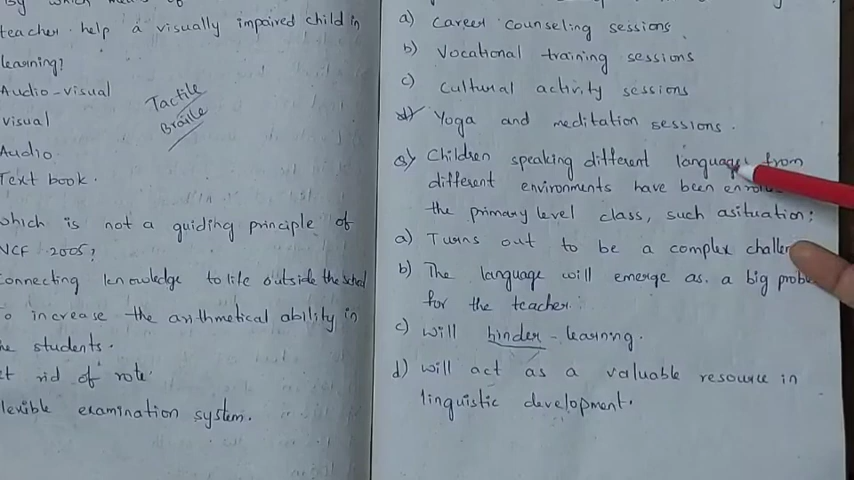 By which
teacher help a visually impaired child in
learning?
Audio-visual
visual
Audio
Text book.
Tactile
Braille
which is not a guiding principle of
NCF 2005?
Connecting knowledge to life outside the school
To increase the arithmetical ability in
the students.
rid of rote.
flexible examination system.
a) Career counseling sessions
b) Vocational training sessions
c) Cultural activity sessions
d) Yoga and meditation sessions.
Q) Children speaking different language from
different environments have been
the primary level class, such asituation:
a) Turns out to be a complex
b) The language will emerge as a big
for the teacher.
c) will hinder learning.
d) will act as a valuable resource in
linguistic development.